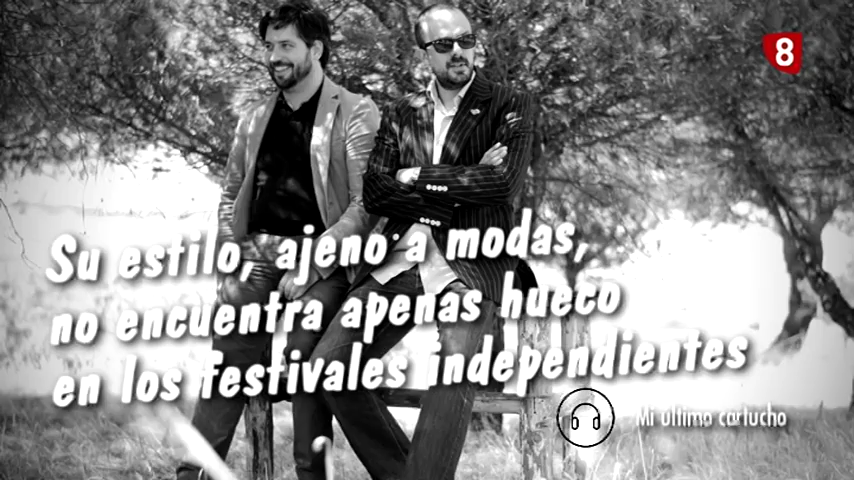 8
Su estilo, ajeno a modas,
no encuentra apenas hueco
en los festivales independientes
Mi último cartucho